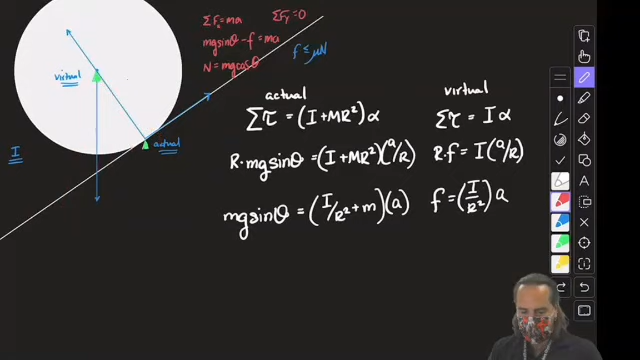 ΣFₓ = ma ΣFᵧ = 0
mg sinθ - f = ma
N = mg cosθ
f ≤ μN
virtual
actual
I
actual virtual
Στ = (I + MR²)α Στ = Iα
R·mg sinθ = (I + MR²)(a/R) R·f = I(a/R)
mg sinθ = (I/R² + m)(a) f = (I/R²)a